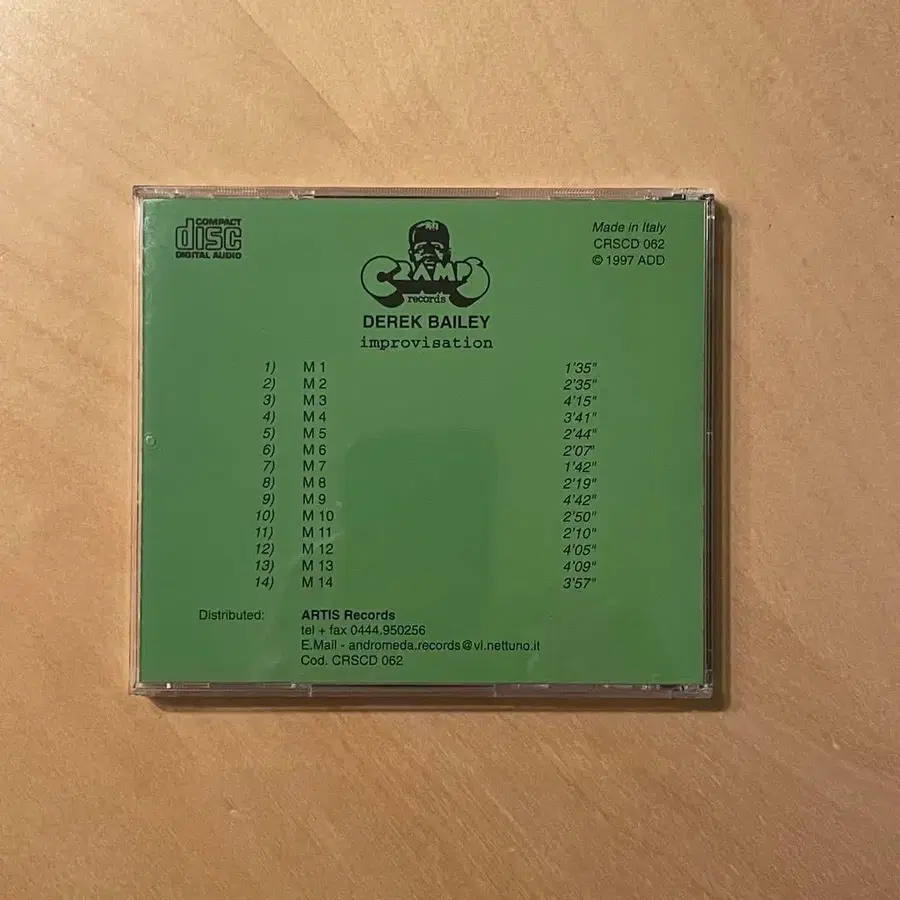 COMPACT
disc
DIGITAL AUDIO
CRAMPS
records
Made in Italy
CRSCD 062
© 1997 ADD
DEREK BAILEY
improvisation
1) M 1 1'35"
2) M 2 2'35"
3) M 3 4'15"
4) M 4 3'41"
5) M 5 2'44"
6) M 6 2'07"
7) M 7 1'42"
8) M 8 2'19"
9) M 9 4'42"
10) M 10 2'50"
11) M 11 2'10"
12) M 12 4'05"
13) M 13 4'09"
14) M 14 3'57"
Distributed: ARTIS Records
tel + fax 0444.950256
E.Mail - andromeda.records@vi.nettuno.it
Cod. CRSCD 062